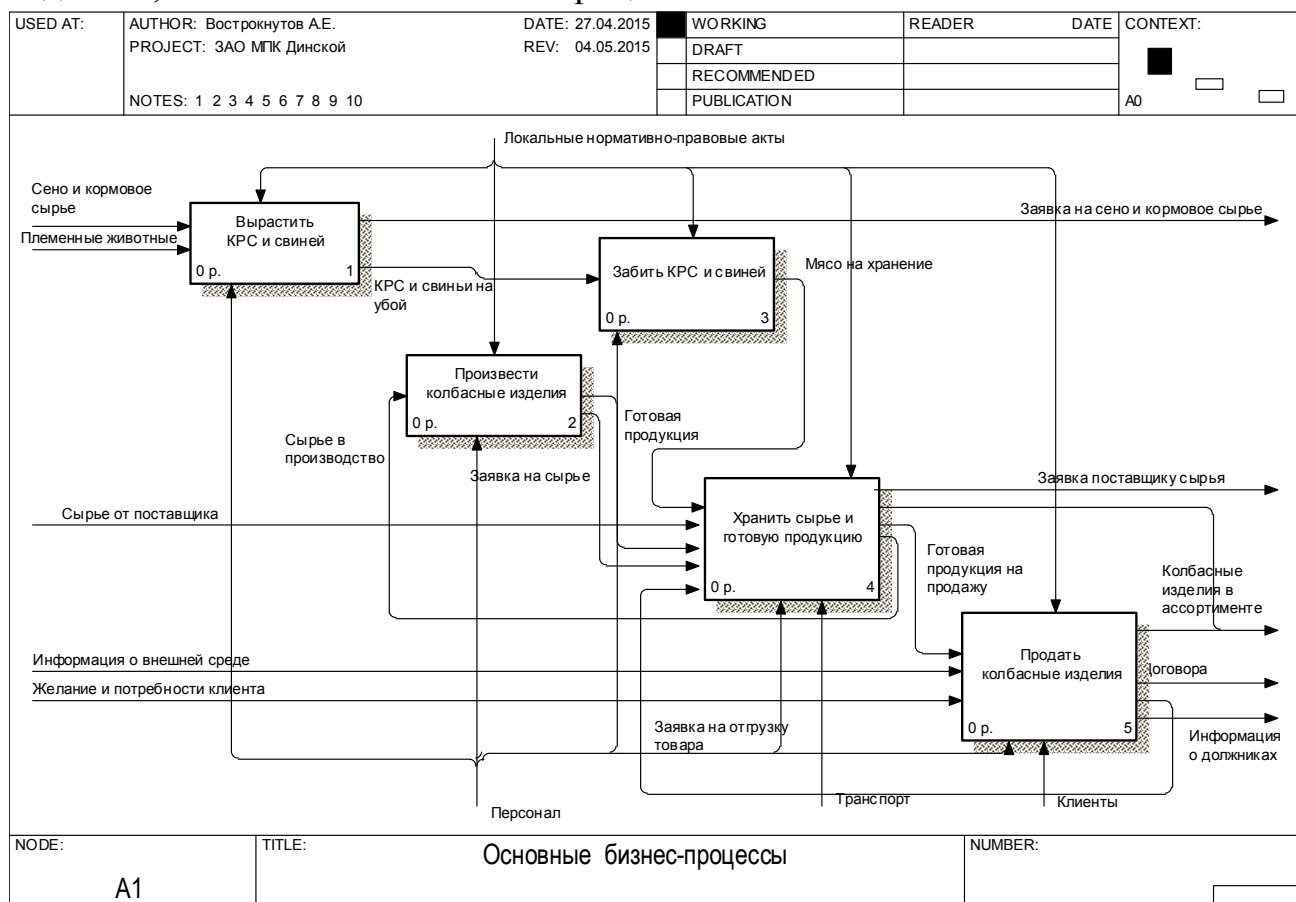 USED AT:
AUTHOR: Вострокнутов А.Е.
DATE: 27.04.2015
PROJECT: ЗАО МПК Динской
REV: 04.05.2015
NOTES: 1 2 3 4 5 6 7 8 9 10
WORKING
DRAFT
RECOMMENDED
PUBLICATION
READER
DATE
CONTEXT:
A0
Локальные нормативно-правовые акты
Сено и кормовое
сырье
Племенные животные
Вырастить
КРС и свиней
0 р.
1
Заявка на сено и кормовое сырье
КРС и свиньи на
убой
Забить КРС и свиней
0 р.
3
Мясо на хранение
Произвести
колбасные изделия
0 р.
2
Сырье в
производство
Готовая
продукция
Заявка на сырье
Сырье от поставщика
Хранить сырье и
готовую продукцию
0 р.
4
Заявка поставщику сырья
Готовая
продукция на
продажу
Колбасные
изделия в
ассортименте
Информация о внешней среде
Желание и потребности клиента
Продать
колбасные изделия
0 р.
5
Договора
Информация
о должниках
Заявка на отгрузку
товара
Персонал
Транспорт
Клиенты
NODE:
A1
TITLE:
Основные бизнес-процессы
NUMBER: